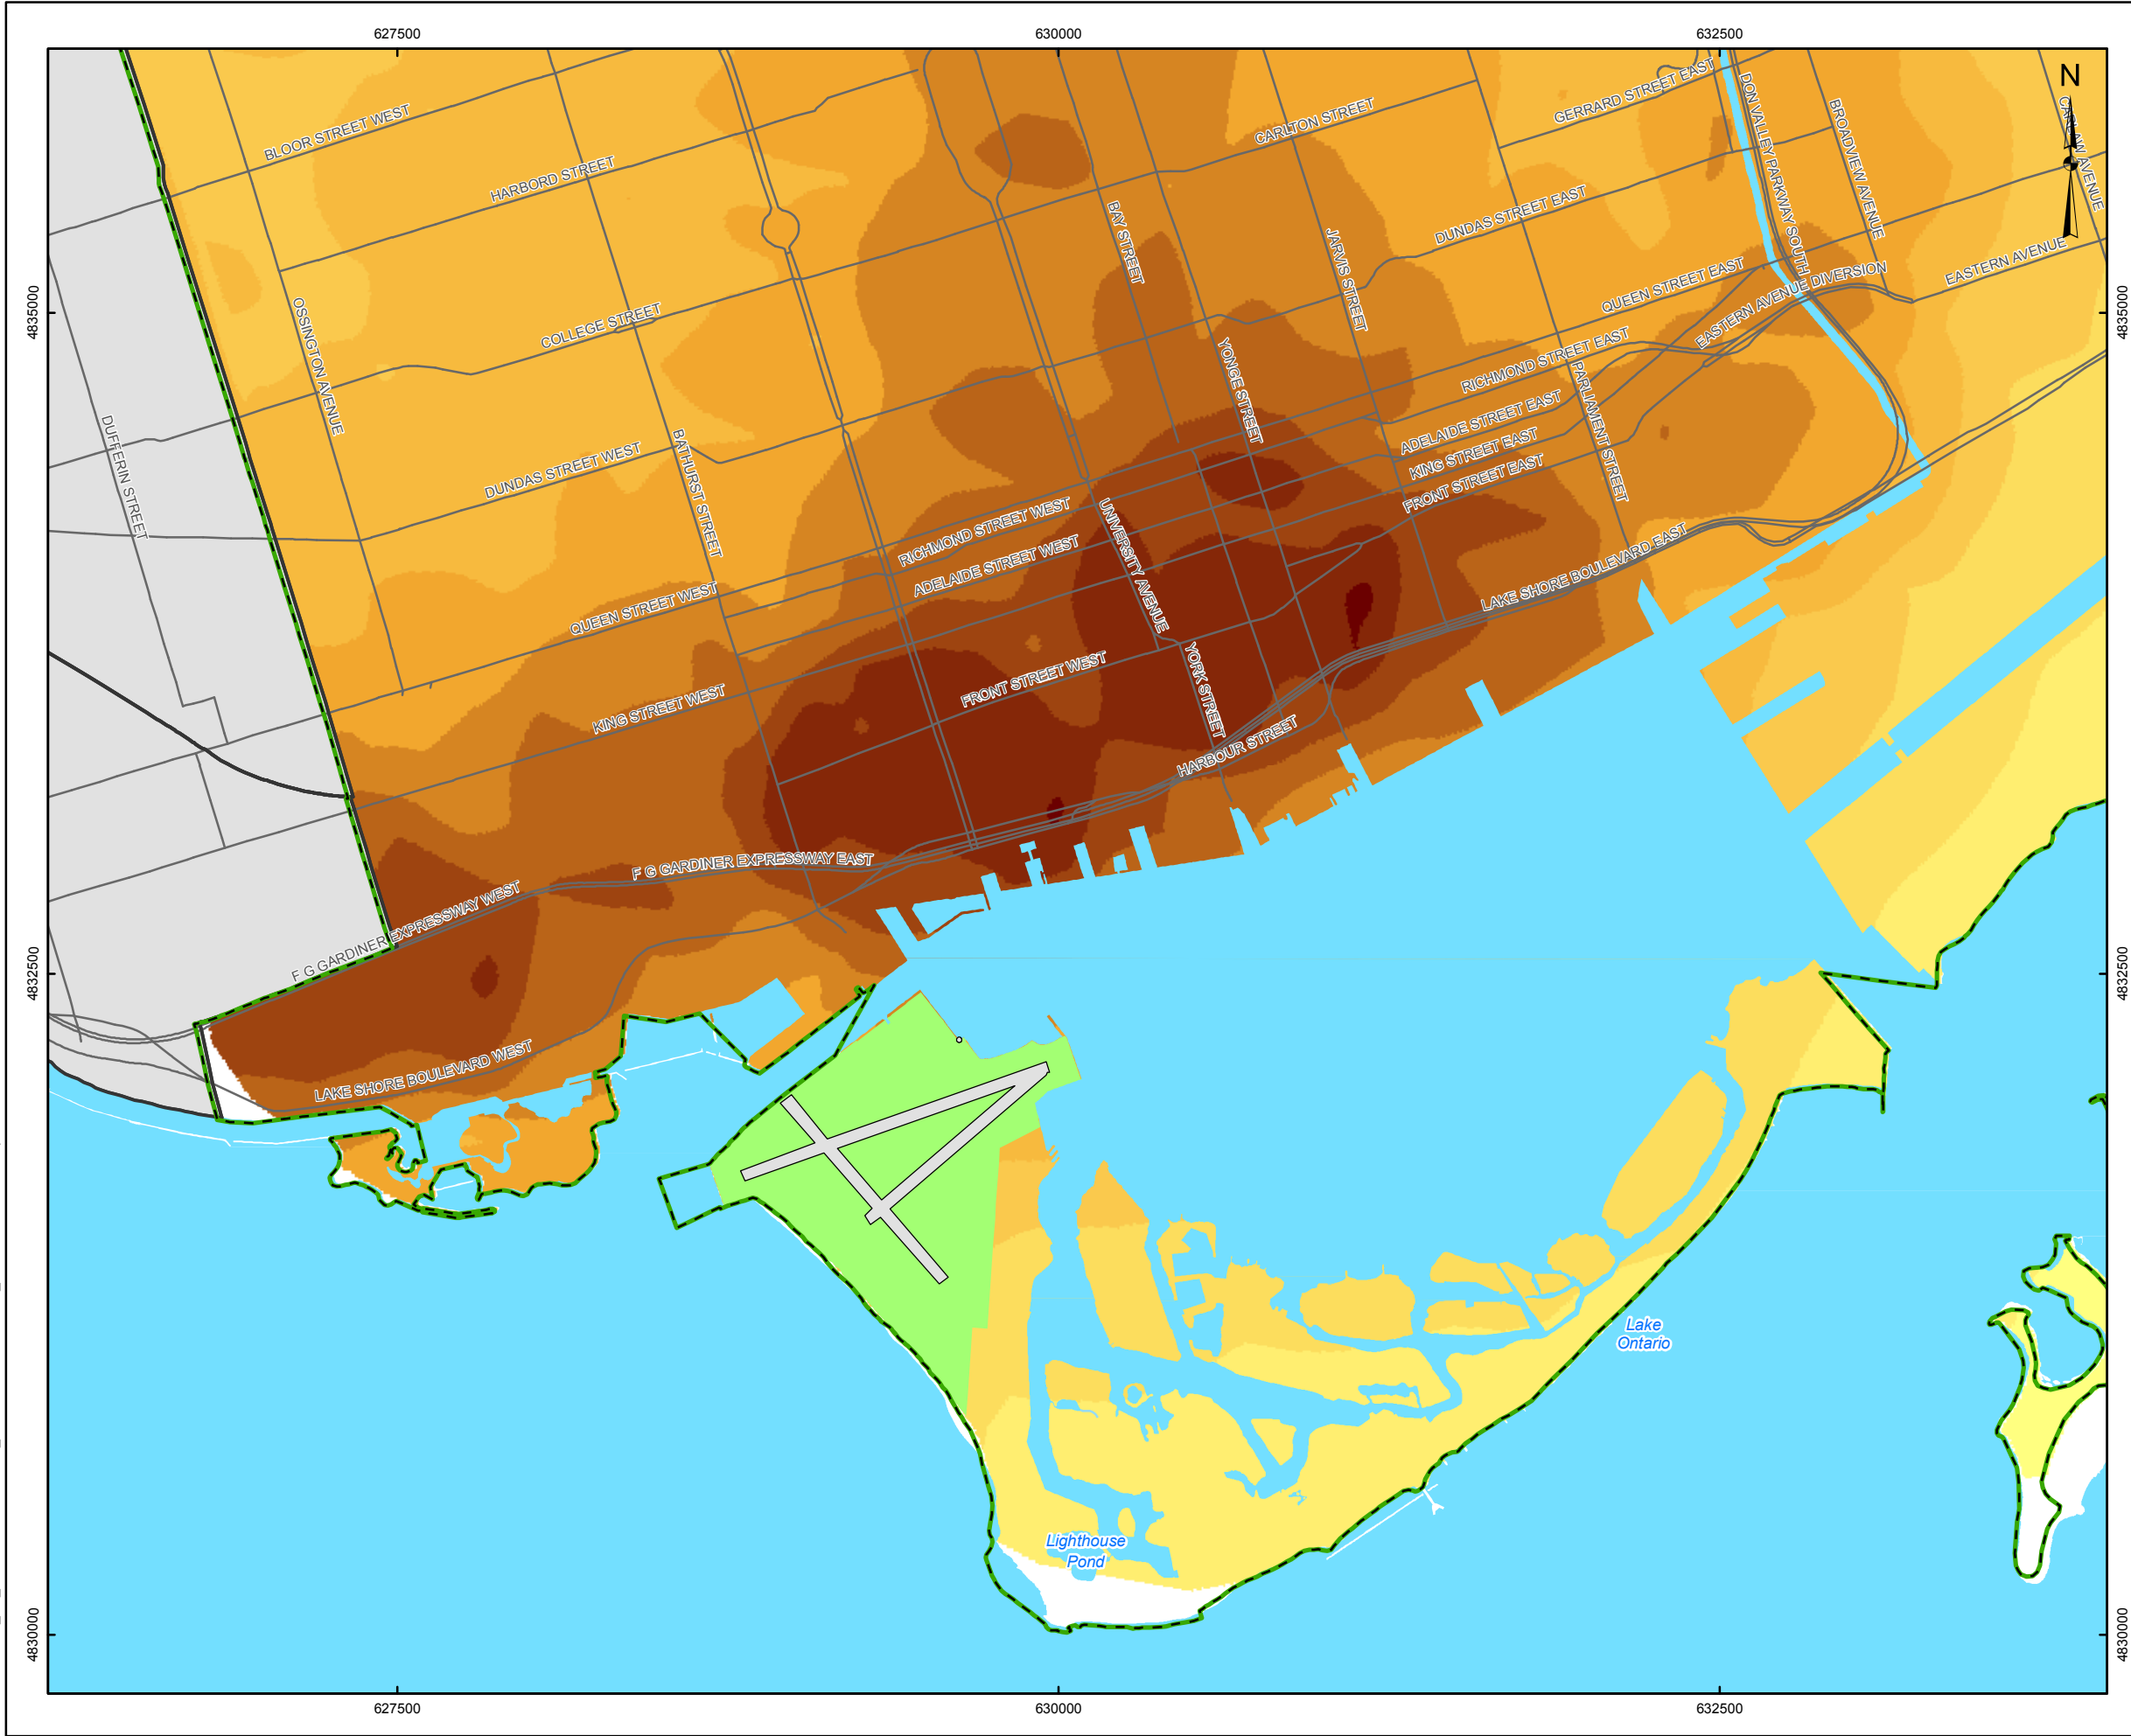 627500
630000
632500
N
4835000
4835000
4832500
4832500
4830000
4830000
BLOOR STREET WEST
HARBORD STREET
CARLTON STREET
GERRARD STREET EAST
DON VALLEY PARKWAY SOUTH
BROADVIEW AVENUE
CARLAW AVENUE
DUNDAS STREET EAST
BAY STREET
JARVIS STREET
QUEEN STREET EAST
EASTERN AVENUE DIVERSION
EASTERN AVENUE
OSSINGTON AVENUE
COLLEGE STREET
YONGE STREET
RICHMOND STREET EAST
PARLIAMENT STREET
DUFFERIN STREET
BATHURST STREET
DUNDAS STREET WEST
ADELAIDE STREET EAST
KING STREET EAST
FRONT STREET EAST
RICHMOND STREET WEST
UNIVERSITY AVENUE
ADELAIDE STREET WEST
LAKE SHORE BOULEVARD EAST
QUEEN STREET WEST
FRONT STREET WEST
YORK STREET
KING STREET WEST
HARBOUR STREET
F G GARDINER EXPRESSWAY EAST
F G GARDINER EXPRESSWAY WEST
LAKE SHORE BOULEVARD WEST
Lake
Ontario
Lighthouse
Pond
627500
630000
632500